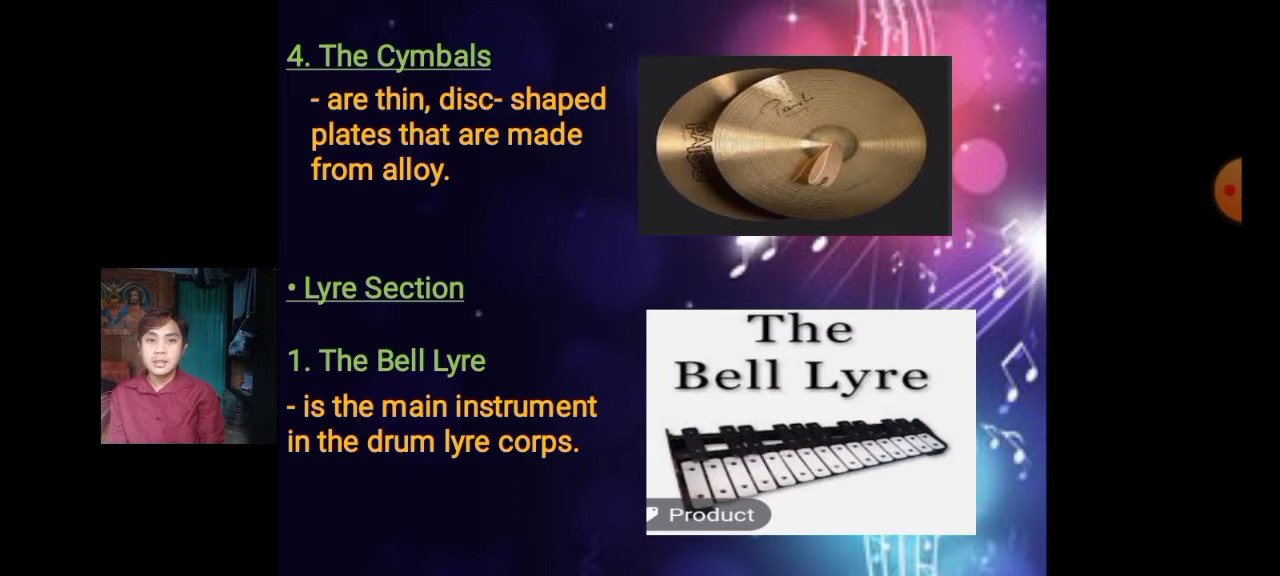 4. The Cymbals
- are thin, disc- shaped
plates that are made
from alloy.
• Lyre Section
1. The Bell Lyre
- is the main instrument
in the drum lyre corps.
The
Bell Lyre
Product